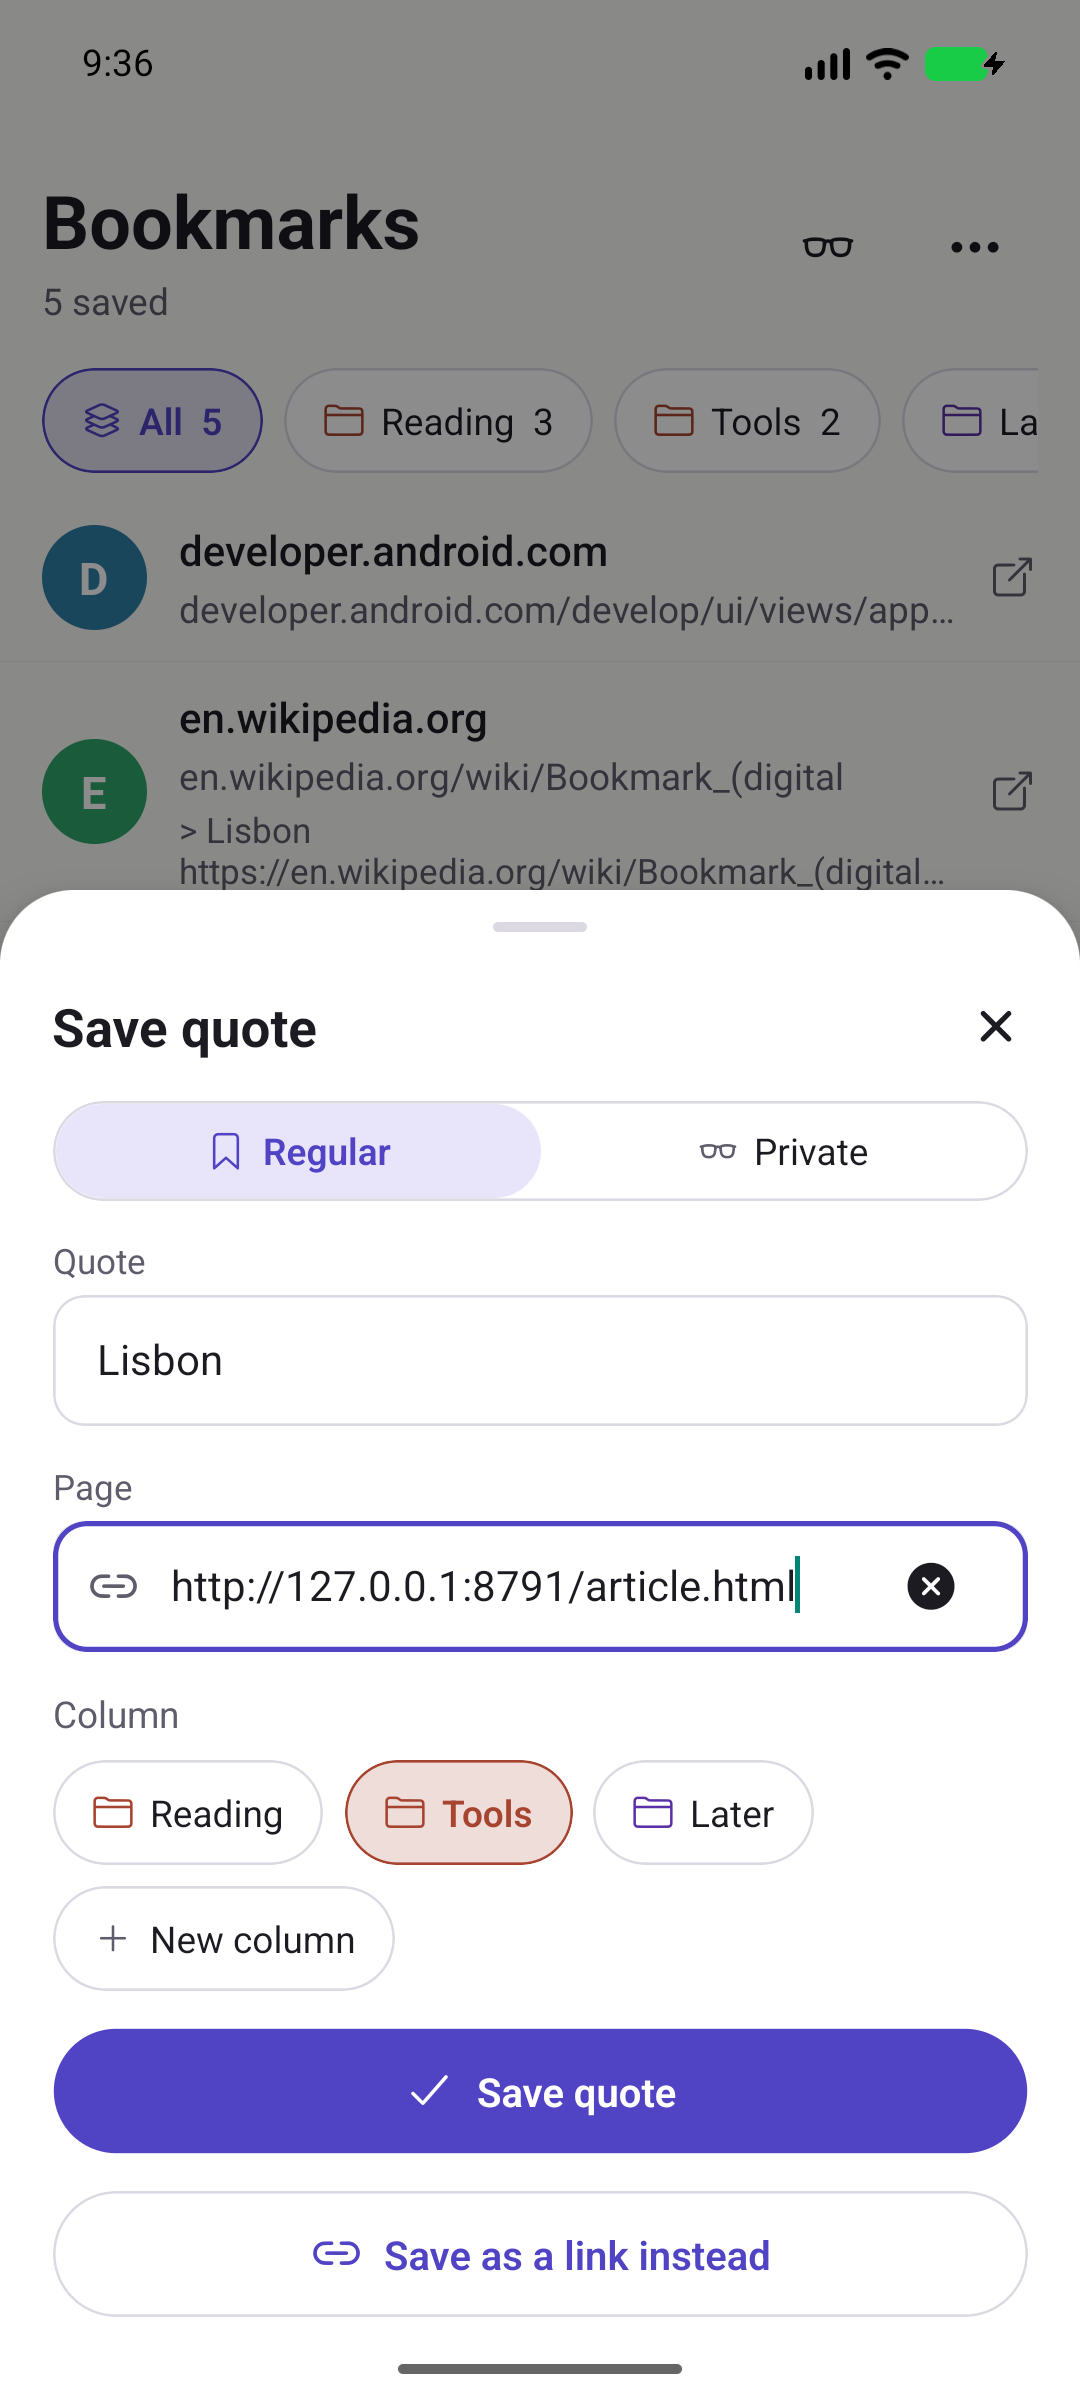 9:36
Bookmarks
5 saved
All 5
Reading 3
Tools 2
La
D
developer.android.com
developer.android.com/develop/ui/views/app...
E
en.wikipedia.org
en.wikipedia.org/wiki/Bookmark_(digital
> Lisbon
https://en.wikipedia.org/wiki/Bookmark_(digital...
Save quote
Regular
Private
Quote
Lisbon
Page
http://127.0.0.1:8791/article.html
Column
Reading
Tools
Later
New column
Save quote
Save as a link instead